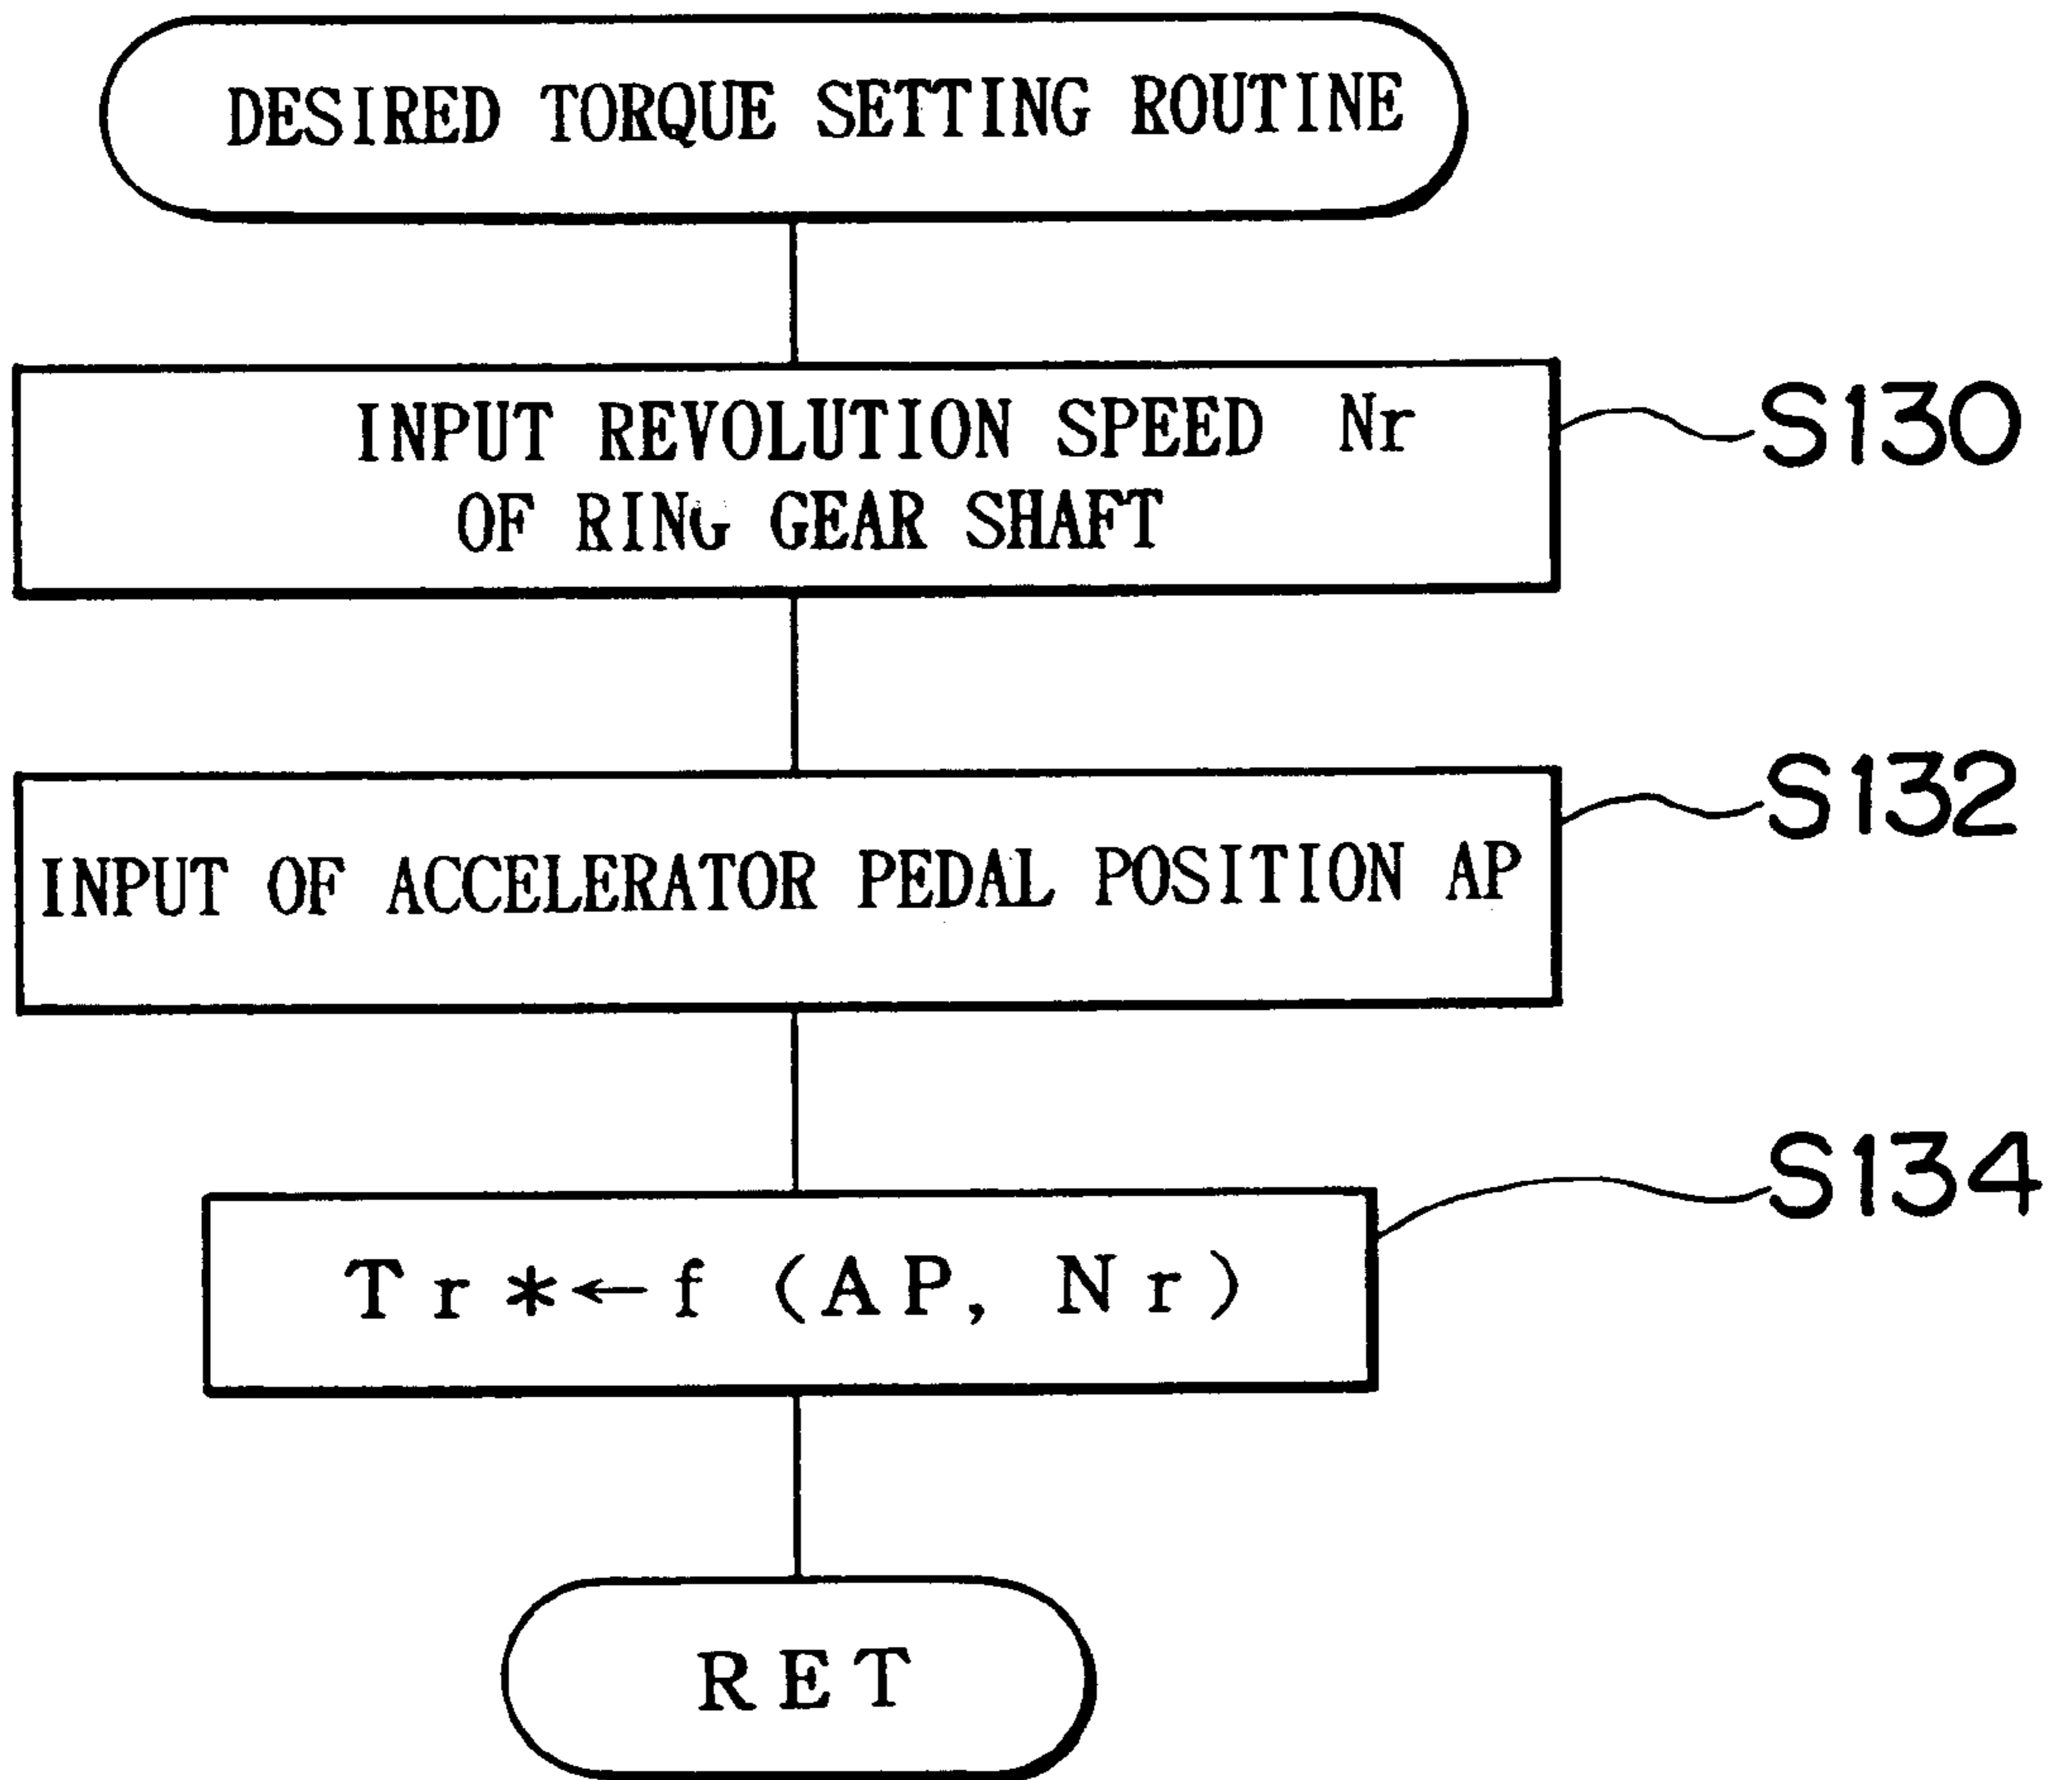 DESIRED TORQUE SETTING ROUTINE
INPUT REVOLUTION SPEED Nr
OF RING GEAR SHAFT
S130
INPUT OF ACCELERATOR PEDAL POSITION AP
S132
Tr*←f (AP, Nr)
S134
RET